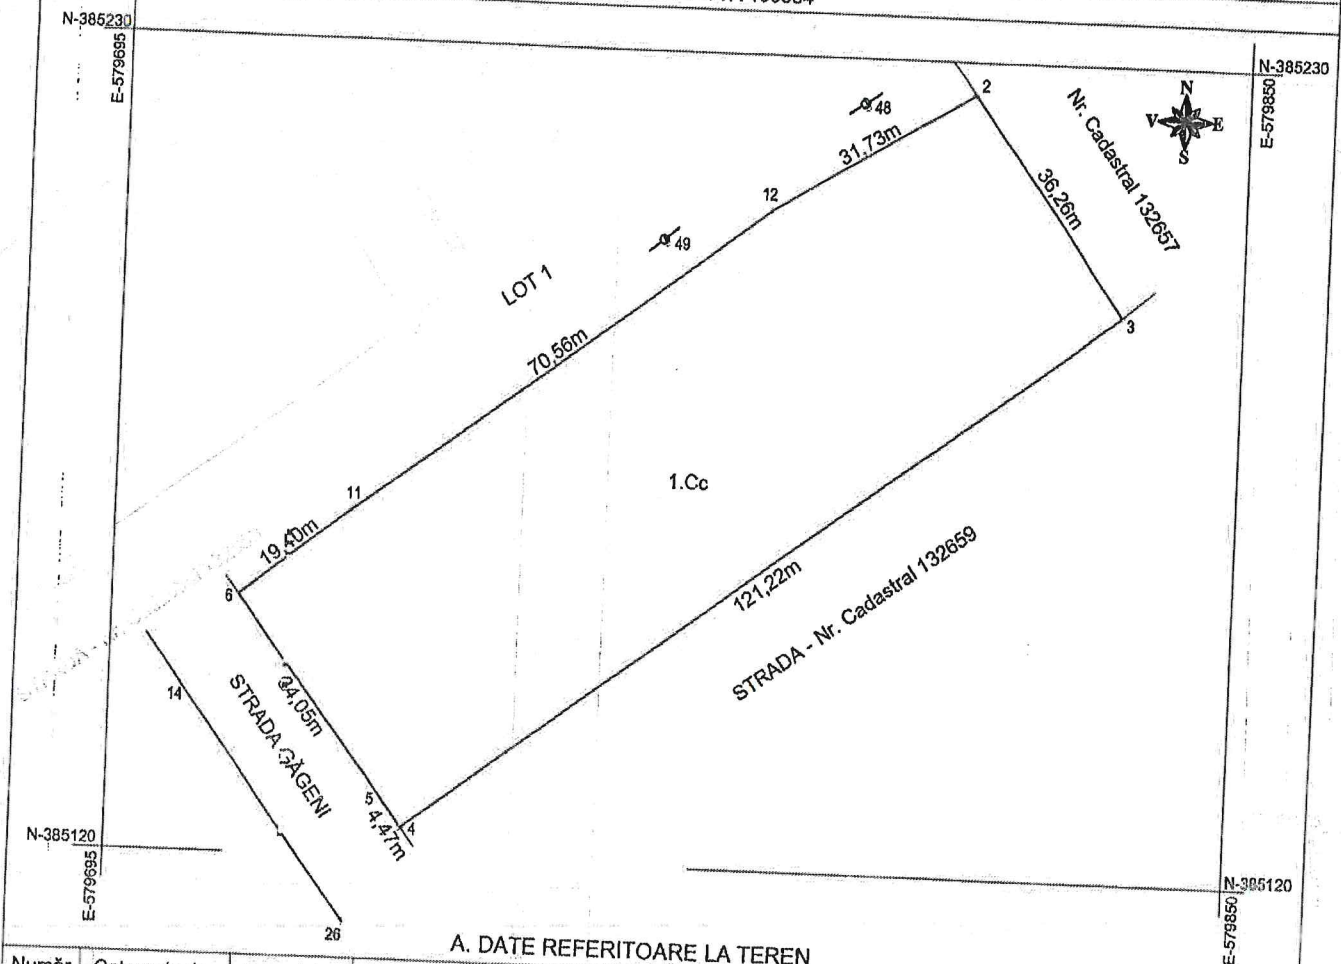 N-385230
E-579695
N-385230
E-579850
N
V E
S
48
2
Nr. Cadastral 132657
31,73m
36,26m
12
49
LOT 1
3
70,56m
1.Cc
11
19,40m
121,22m
STRADA - Nr. Cadastral 132659
6
14
34,05m
STRADA GĂGENI
5
4
4,47m
N-385120
E-579695
N-385120
E-579850
26
A. DATE REFERITOARE LA TEREN